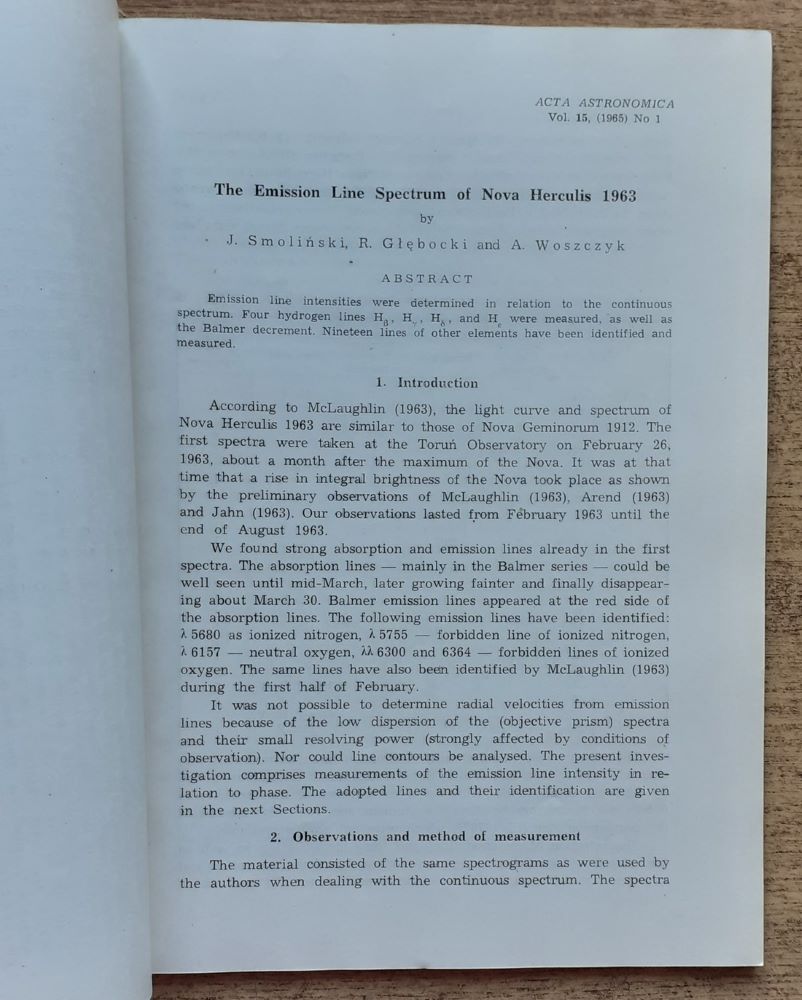 ACTA ASTRONOMICA
Vol. 15, (1965) No 1
The Emission Line Spectrum of Nova Herculis 1963
by
J. Smoliński, R. Głębocki and A. Woszczyk
ABSTRACT
Emission line intensities were determined in relation to the continuous
spectrum. Four hydrogen lines Hβ, Hγ, Hδ, and Hε were measured, as well as
the Balmer decrement. Nineteen lines of other elements have been identified and
measured.
1. Introduction
According to McLaughlin (1963), the light curve and spectrum of
Nova Herculis 1963 are similar to those of Nova Geminorum 1912. The
first spectra were taken at the Toruń Observatory on February 26,
1963, about a month after the maximum of the Nova. It was at that
time that a rise in integral brightness of the Nova took place as shown
by the preliminary observations of McLaughlin (1963), Arend (1963)
and Jahn (1963). Our observations lasted from February 1963 until the
end of August 1963.
We found strong absorption and emission lines already in the first
spectra. The absorption lines — mainly in the Balmer series — could be
well seen until mid-March, later growing fainter and finally disappear-
ing about March 30. Balmer emission lines appeared at the red side of
the absorption lines. The following emission lines have been identified:
λ 5680 as ionized nitrogen, λ 5755 — forbidden line of ionized nitrogen,
λ 6157 — neutral oxygen, λλ 6300 and 6364 — forbidden lines of ionized
oxygen. The same lines have also been identified by McLaughlin (1963)
during the first half of February.
It was not possible to determine radial velocities from emission
lines because of the low dispersion of the (objective prism) spectra
and their small resolving power (strongly affected by conditions of
observation). Nor could line contours be analysed. The present inves-
tigation comprises measurements of the emission line intensity in re-
lation to phase. The adopted lines and their identification are given
in the next Sections.
2. Observations and method of measurement
The material consisted of the same spectrograms as were used by
the authors when dealing with the continuous spectrum. The spectra